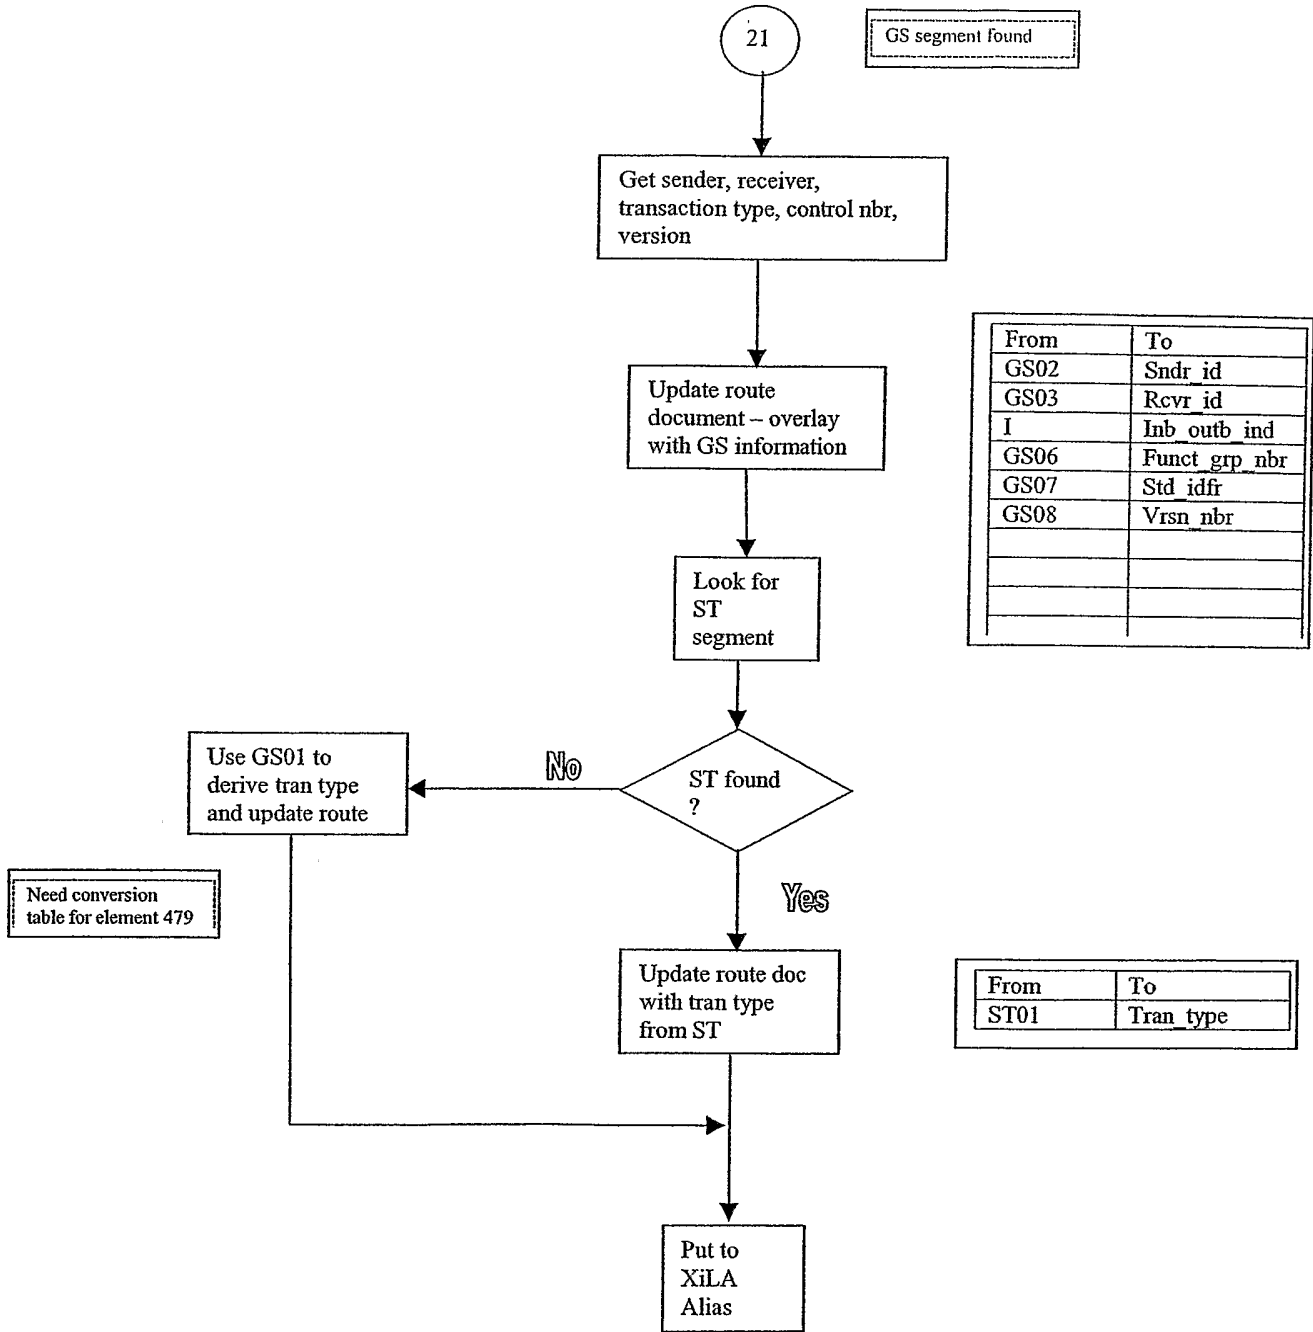 21
GS segment found
Get sender, receiver,
transaction type, control nbr,
version
Update route
document – overlay
with GS information
From To
GS02 Sndr_id
GS03 Rcvr_id
I Inb_outb_ind
GS06 Funct_grp_nbr
GS07 Std_idfr
GS08 Vrsn_nbr
Look for
ST
segment
ST found
?
No
Use GS01 to
derive tran type
and update route
Need conversion
table for element 479
Yes
Update route doc
with tran type
from ST
From To
ST01 Tran_type
Put to
XiLA
Alias